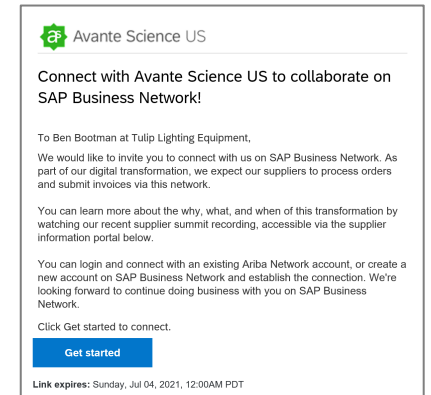 as Avante Science US
Connect with Avante Science US to collaborate on
SAP Business Network!
To Ben Bootman at Tulip Lighting Equipment,
We would like to invite you to connect with us on SAP Business Network. As
part of our digital transformation, we expect our suppliers to process orders
and submit invoices via this network.
You can learn more about the why, what, and when of this transformation by
watching our recent supplier summit recording, accessible via the supplier
information portal below.
You can login and connect with an existing Ariba Network account, or create a
new account on SAP Business Network and establish the connection. We're
looking forward to continue doing business with you on SAP Business
Network.
Click Get started to connect.
Get started
Link expires: Sunday, Jul 04, 2021, 12:00AM PDT